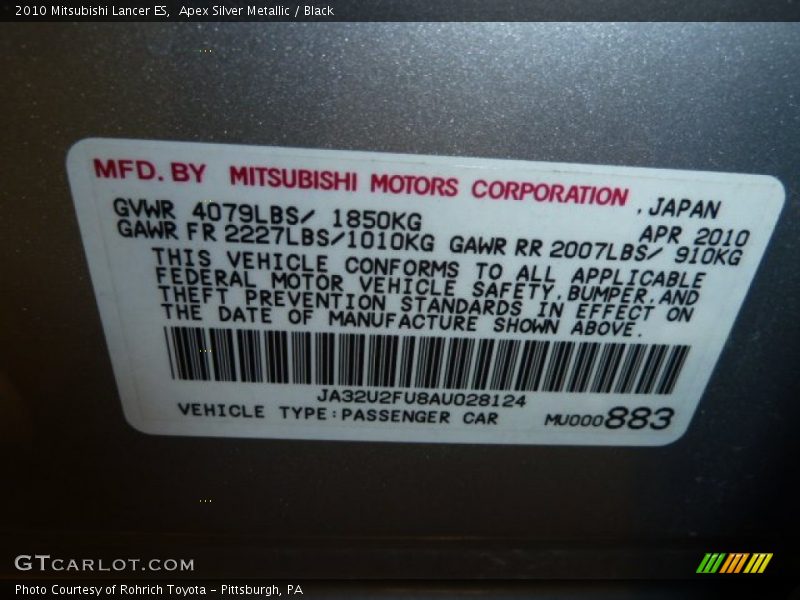 2010 Mitsubishi Lancer ES,  Apex Silver Metallic / Black
MFD. BY MITSUBISHI MOTORS CORPORATION , JAPAN
GVWR 4079LBS/ 1850KG APR 2010
GAWR FR 2227LBS/1010KG GAWR RR 2007LBS/ 910KG
THIS VEHICLE CONFORMS TO ALL APPLICABLE
FEDERAL MOTOR VEHICLE SAFETY,BUMPER,AND
THEFT PREVENTION STANDARDS IN EFFECT ON
THE DATE OF MANUFACTURE SHOWN ABOVE.
JA32U2FU8AU028124
VEHICLE TYPE:PASSENGER CAR MU000883
GTCARLOT.COM
Photo Courtesy of Rohrich Toyota - Pittsburgh, PA